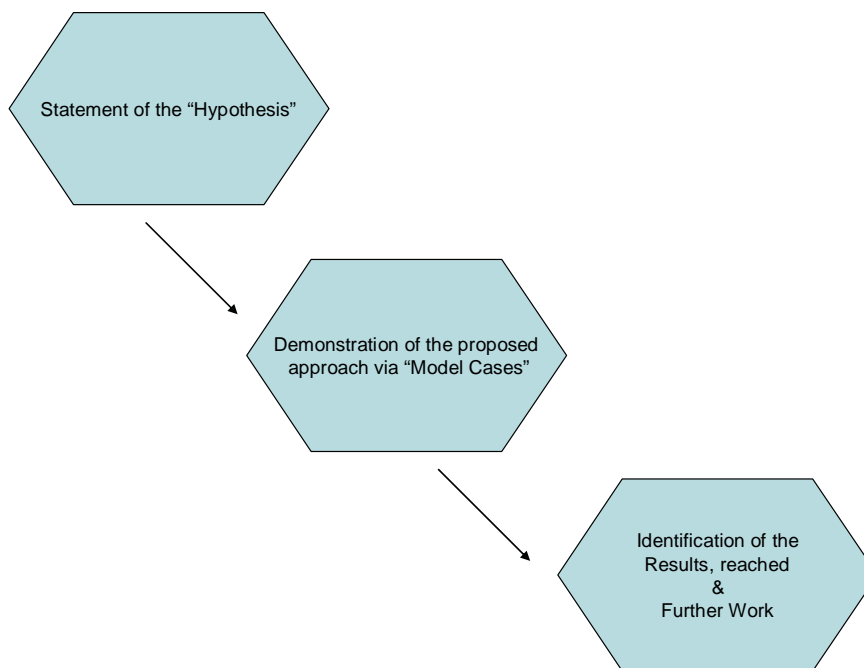 Statement of the “Hypothesis”
Demonstration of the proposed
approach via “Model Cases”
Identification of the
Results, reached
&
Further Work